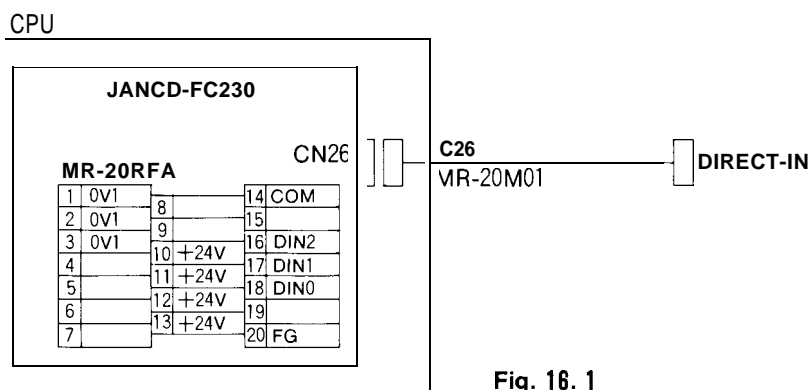 CPU
JANCD-FC230
CN26
C26
DIRECT-IN
MR-20M01
MR-20RFA
1 0V1 14 COM
8
2 0V1 15
9
3 0V1 16 DIN2
10 +24V
4 17 DIN1
11 +24V
5 18 DIN0
12 +24V
6 19
13 +24V
7 20 FG
Fig. 16. 1